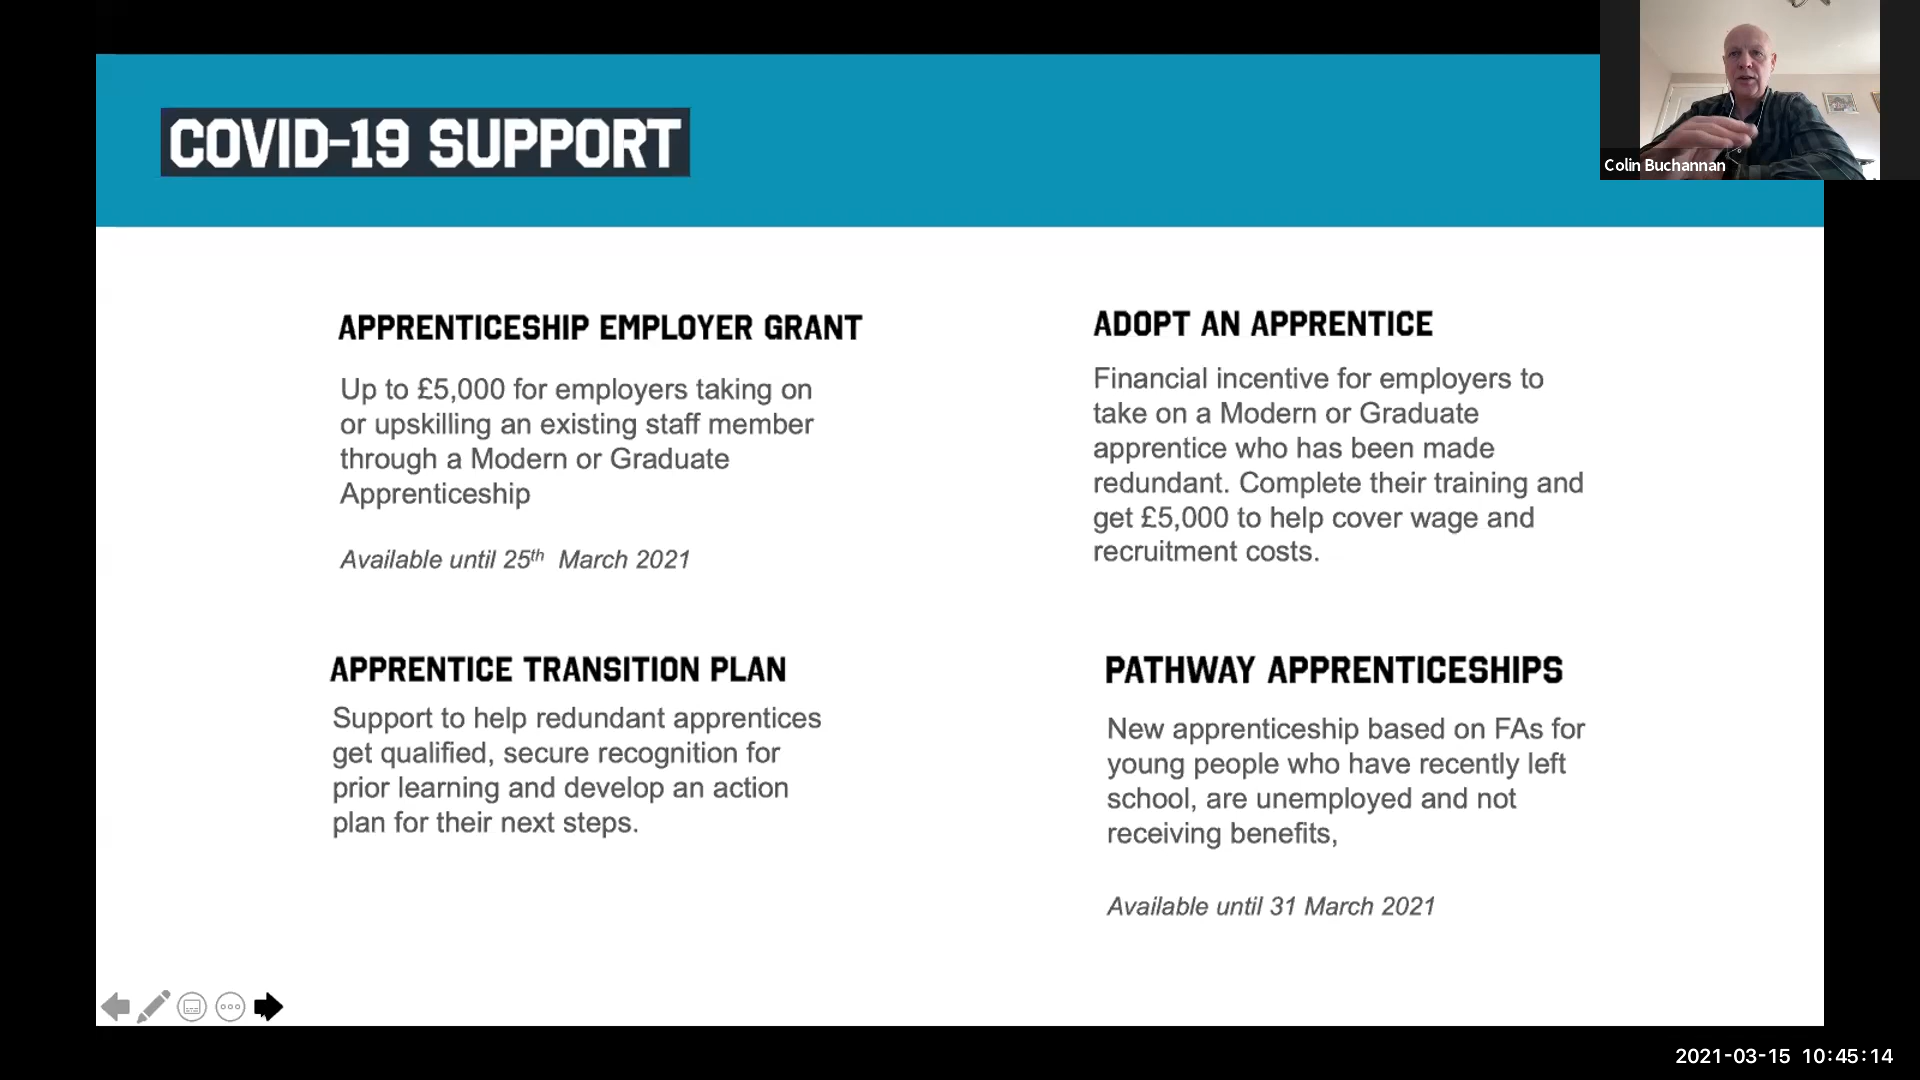 COVID-19 SUPPORT
Colin Buchannan
APPRENTICESHIP EMPLOYER GRANT
Up to £5,000 for employers taking on
or upskilling an existing staff member
through a Modern or Graduate
Apprenticeship
Available until 25th March 2021
ADOPT AN APPRENTICE
Financial incentive for employers to
take on a Modern or Graduate
apprentice who has been made
redundant. Complete their training and
get £5,000 to help cover wage and
recruitment costs.
APPRENTICE TRANSITION PLAN
Support to help redundant apprentices
get qualified, secure recognition for
prior learning and develop an action
plan for their next steps.
PATHWAY APPRENTICESHIPS
New apprenticeship based on FAs for
young people who have recently left
school, are unemployed and not
receiving benefits,
Available until 31 March 2021
2021-03-15 10:45:14